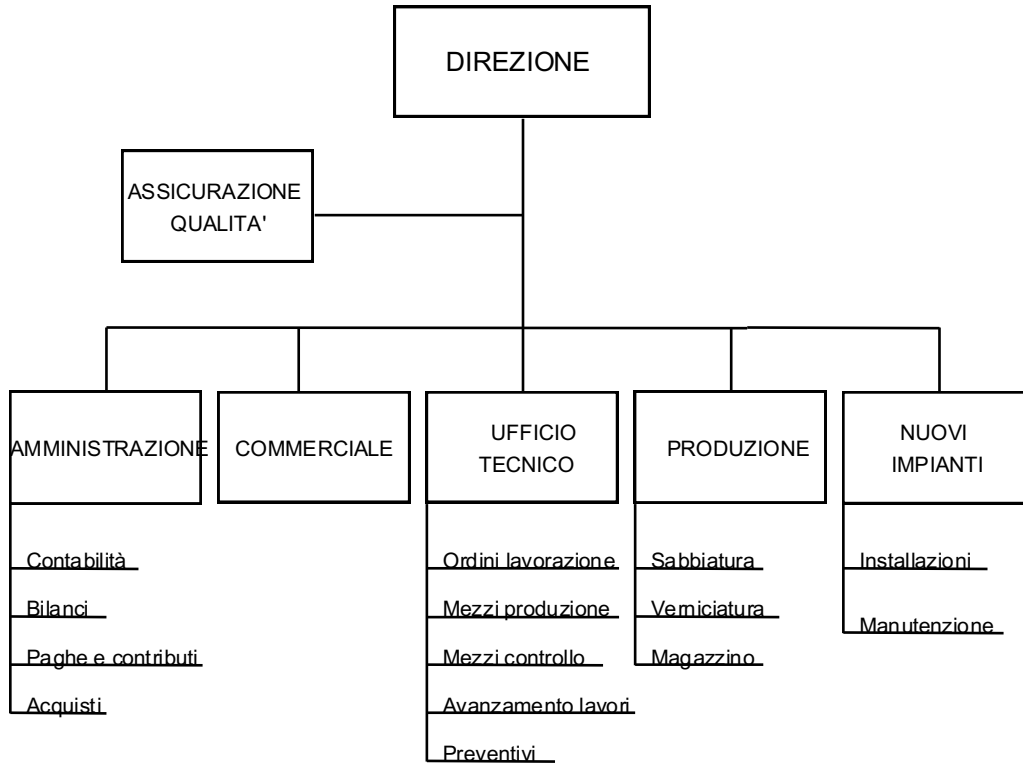 DIREZIONE
ASSICURAZIONE
QUALITA'
AMMINISTRAZIONE
COMMERCIALE
UFFICIO
TECNICO
PRODUZIONE
NUOVI
IMPIANTI
Contabilità
Bilanci
Paghe e contributi
Acquisti
Ordini lavorazione
Mezzi produzione
Mezzi controllo
Avanzamento lavori
Preventivi
Sabbiatura
Verniciatura
Magazzino
Installazioni
Manutenzione